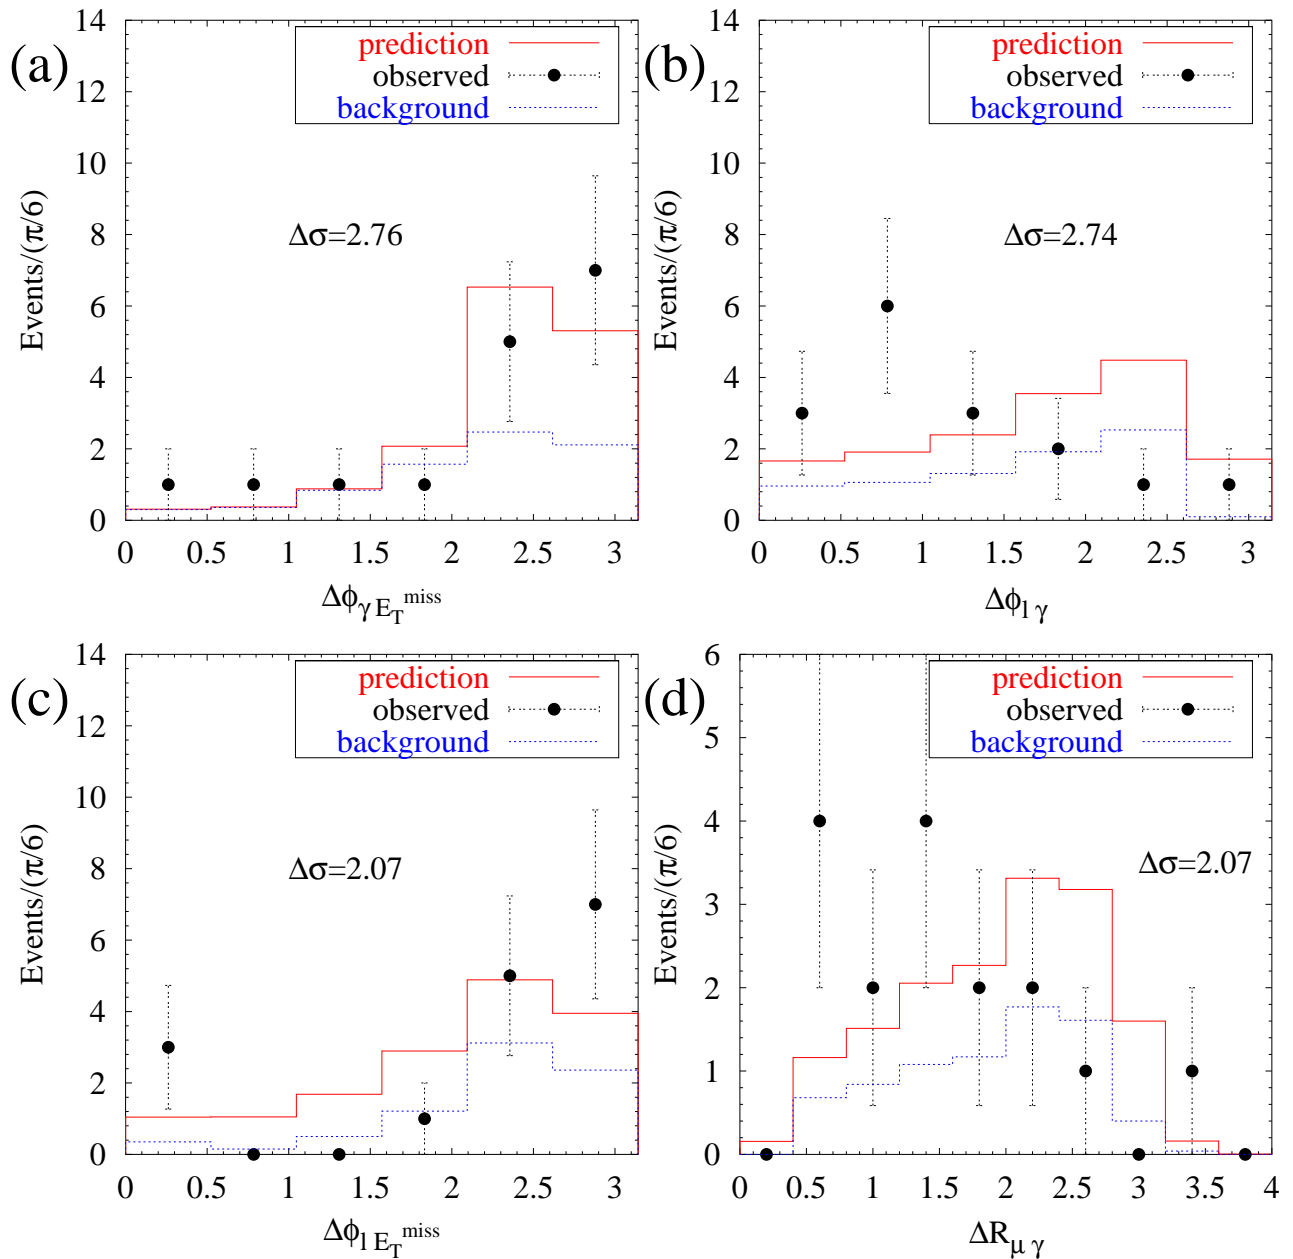 (a)
prediction
observed
background
Δσ=2.76
Events/(π/6)
14
12
10
8
6
4
2
0
0 0.5 1 1.5 2 2.5 3
Δϕγ ET miss
(b)
prediction
observed
background
Δσ=2.74
Events/(π/6)
14
12
10
8
6
4
2
0
0 0.5 1 1.5 2 2.5 3
Δϕl γ
(c)
prediction
observed
background
Δσ=2.07
Events/(π/6)
14
12
10
8
6
4
2
0
0 0.5 1 1.5 2 2.5 3
Δϕl ET miss
(d)
prediction
observed
background
Δσ=2.07
Events/(π/6)
6
5
4
3
2
1
0
0 0.5 1 1.5 2 2.5 3 3.5 4
ΔRμ γ